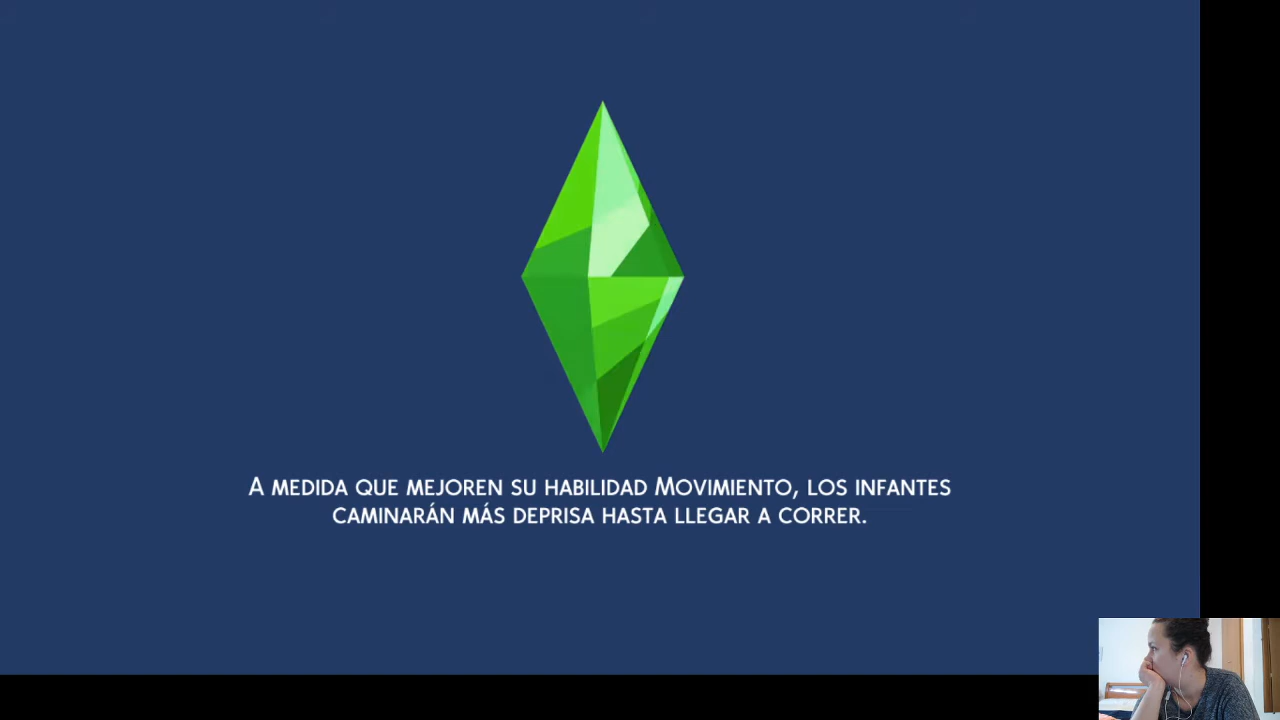 A MEDIDA QUE MEJOREN SU HABILIDAD MOVIMIENTO, LOS INFANTES
CAMINARÁN MÁS DEPRISA HASTA LLEGAR A CORRER.